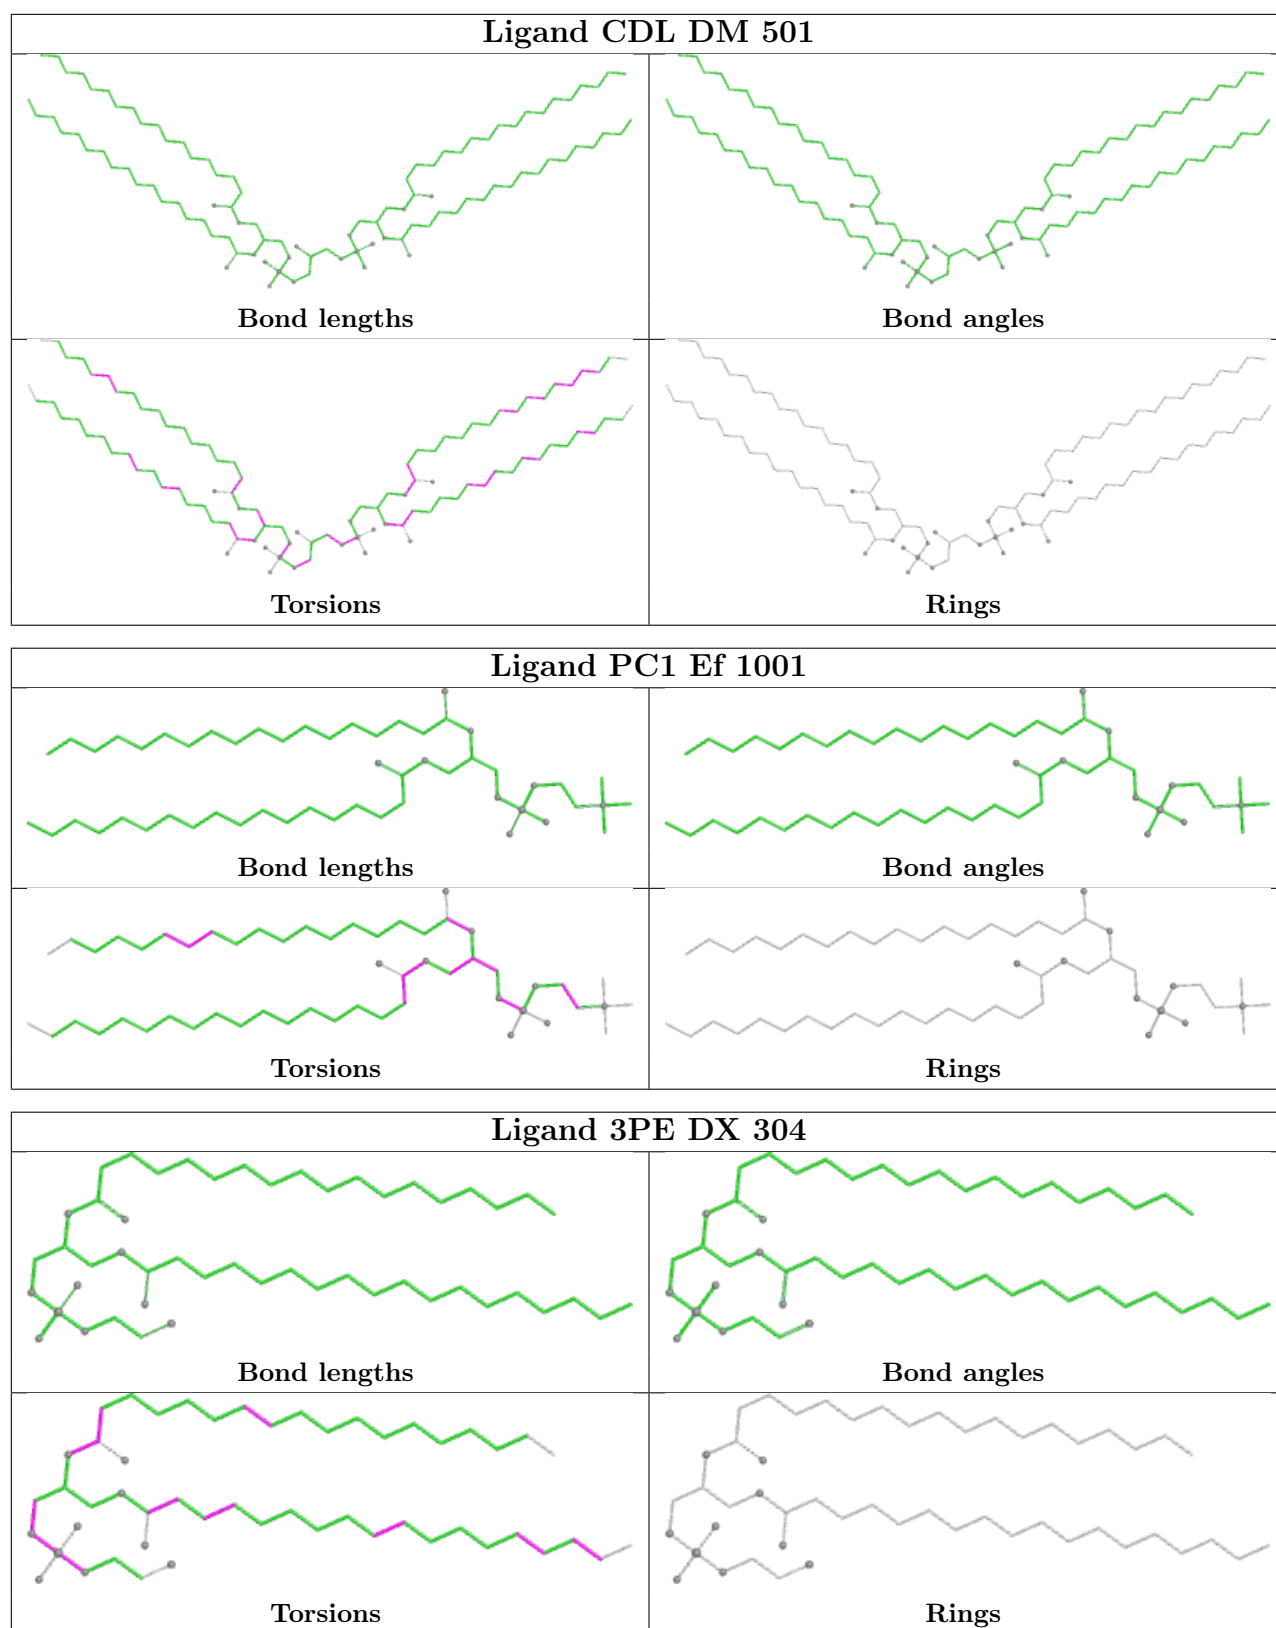 Ligand CDL DM 501
Bond lengths
Bond angles
Torsions
Rings
Ligand PC1 Ef 1001
Bond lengths
Bond angles
Torsions
Rings
Ligand 3PE DX 304
Bond lengths
Bond angles
Torsions
Rings